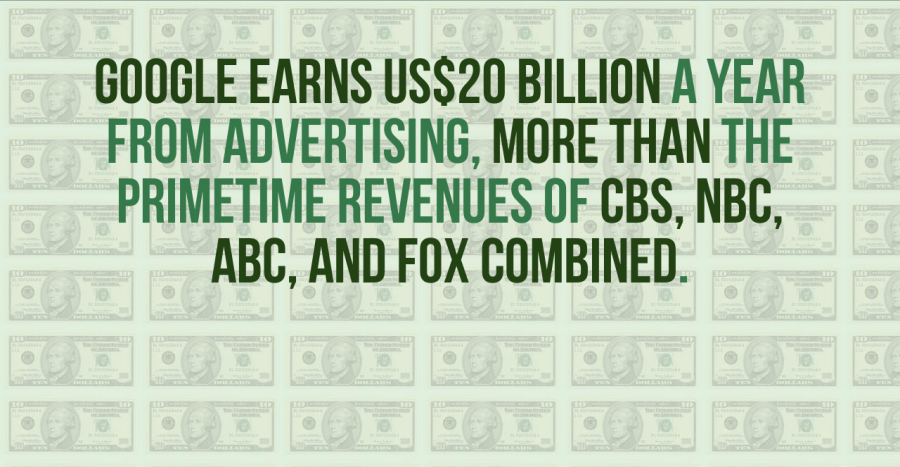 GOOGLE EARNS US$20 BILLION A YEAR
FROM ADVERTISING, MORE THAN THE
PRIMETIME REVENUES OF CBS, NBC,
ABC, AND FOX COMBINED.